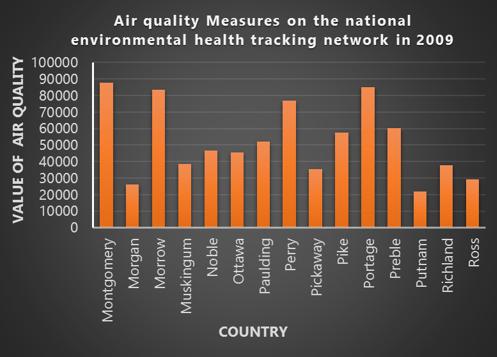 Air quality Measures on the national
environmental health tracking network in 2009
VALUE OF AIR QUALITY
100000
90000
80000
70000
60000
50000
40000
30000
20000
10000
0
Montgomery
Morgan
Morrow
Muskingum
Noble
Ottawa
Paulding
Perry
Pickaway
Pike
Portage
Preble
Putnam
Richland
Ross
COUNTRY